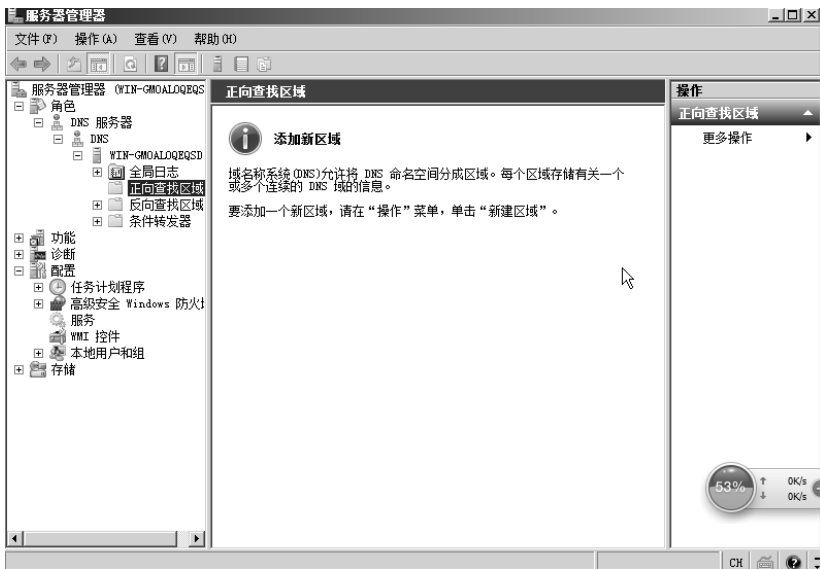 服务器管理器
文件(F) 操作(A) 查看(V) 帮助(H)
服务器管理器 (WIN-GMOALOQEQS
角色
DNS 服务器
DNS
WIN-GMOALOQEQSD
全局日志
正向查找区域
反向查找区域
条件转发器
功能
诊断
配置
任务计划程序
高级安全 Windows 防火
服务
WMI 控件
本地用户和组
存储
正向查找区域
添加新区域
域名称系统(DNS)允许将 DNS 命名空间分成区域。每个区域存储有关一个
或多个连续的 DNS 域的信息。
要添加一个新区域，请在“操作”菜单，单击“新建区域”。
操作
正向查找区域
更多操作
53%
0K/s
0K/s
CH